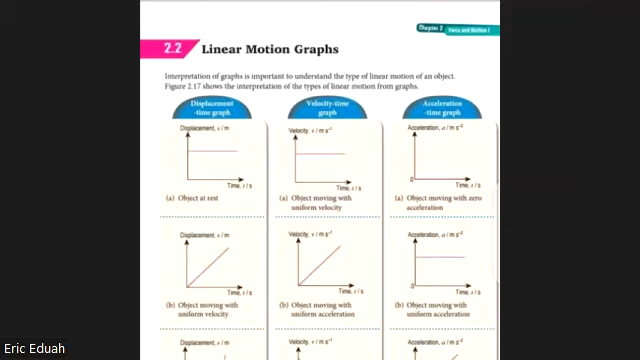 Chapter 2 Force and Motion I
2.2 Linear Motion Graphs
Interpretation of graphs is important to understand the type of linear motion of an object.
Figure 2.17 shows the interpretation of the types of linear motion from graphs.
Displacement
-time graph
Velocity-time
graph
Acceleration
-time graph
Displacement, s / m
Time, t / s
(a) Object at rest
Velocity, v / m s⁻¹
Time, t / s
(a) Object moving with
uniform velocity
Acceleration, a / m s⁻²
0
Time, t / s
(a) Object moving with zero
acceleration
Displacement, s / m
Time, t / s
(b) Object moving with
uniform velocity
Velocity, v / m s⁻¹
Time, t / s
(b) Object moving with
uniform acceleration
Acceleration, a / m s⁻²
0
Time, t / s
(b) Object moving with
uniform acceleration
Displacement, s / m
Velocity, v / m s⁻¹
Acceleration, a / m s⁻²
Eric Eduah